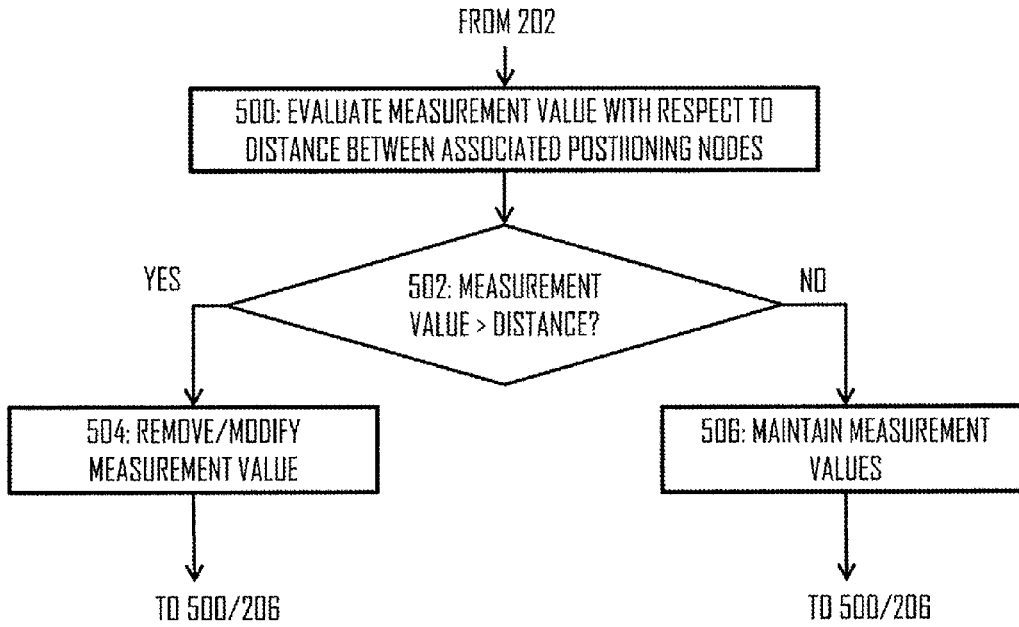 FROM 202
500: EVALUATE MEASUREMENT VALUE WITH RESPECT TO
DISTANCE BETWEEN ASSOCIATED POSTIIONING NODES
YES
502: MEASUREMENT
VALUE > DISTANCE?
NO
504: REMOVE/MODIFY
MEASUREMENT VALUE
506: MAINTAIN MEASUREMENT
VALUES
TO 500/206
TO 500/206